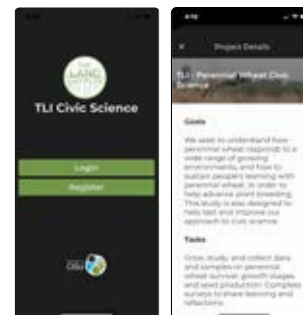 THE
LAND
TLI Civic Science
Login
Register
4:12
Project Details
TLI - Perennial Wheat Civic
Science
Goals
We seek to understand how
perennial wheat responds to a
wide range of growing
environments, and how to
sustain people's learning with
perennial wheat, in order to
help advance plant breeding.
This study is also designed to
help test and improve our
approach to civic science.
Tasks
Grow, study, and collect data
and samples on perennial
wheat survival, growth stages,
and seed production. Complete
surveys to share learning and
reflections.